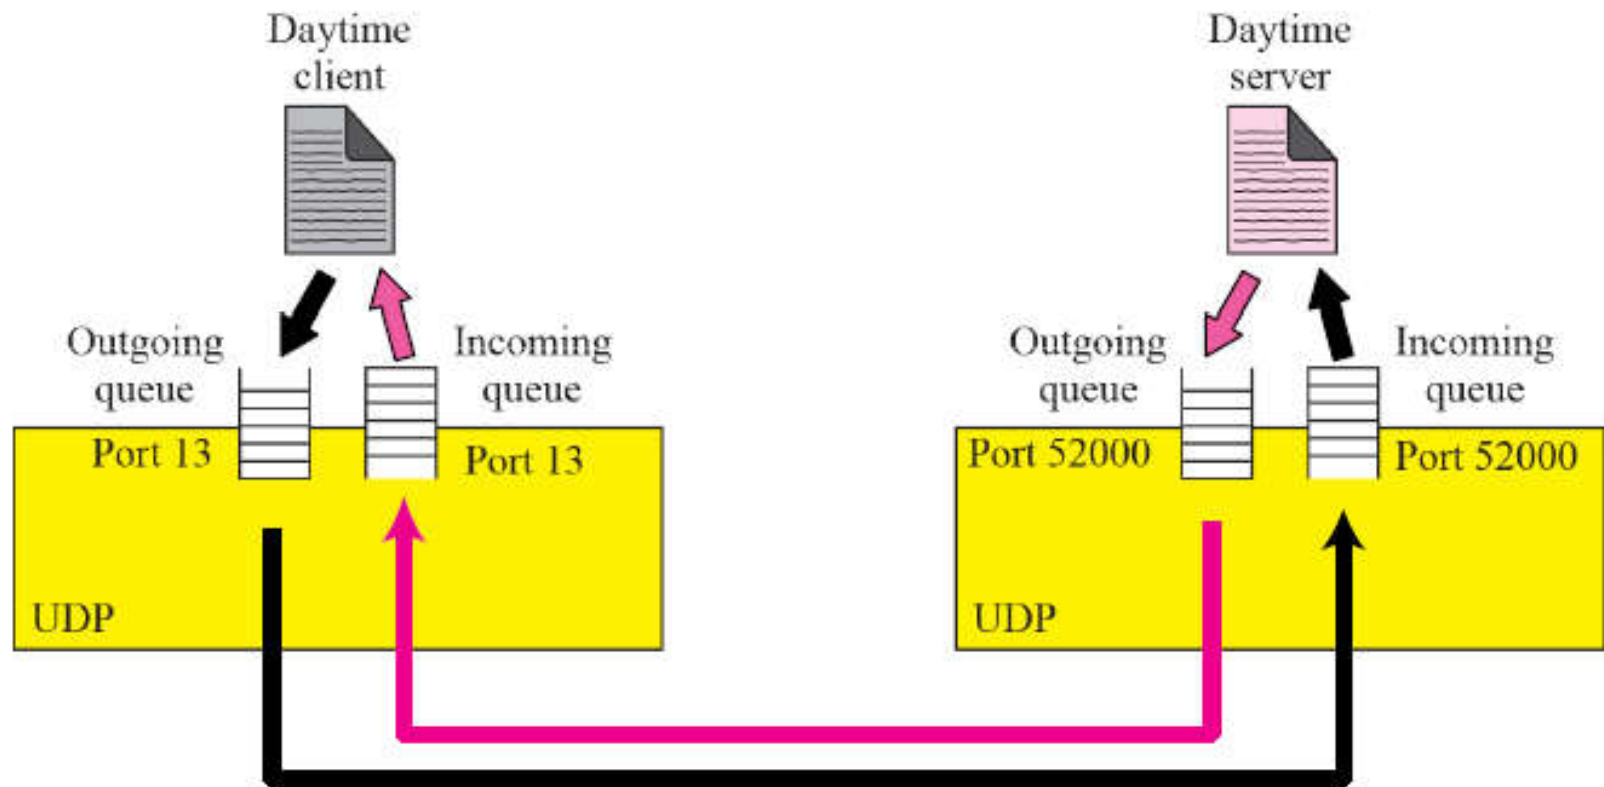 Daytime
client
Daytime
server
Outgoing
queue
Incoming
queue
Outgoing
queue
Incoming
queue
Port 13
Port 13
Port 52000
Port 52000
UDP
UDP